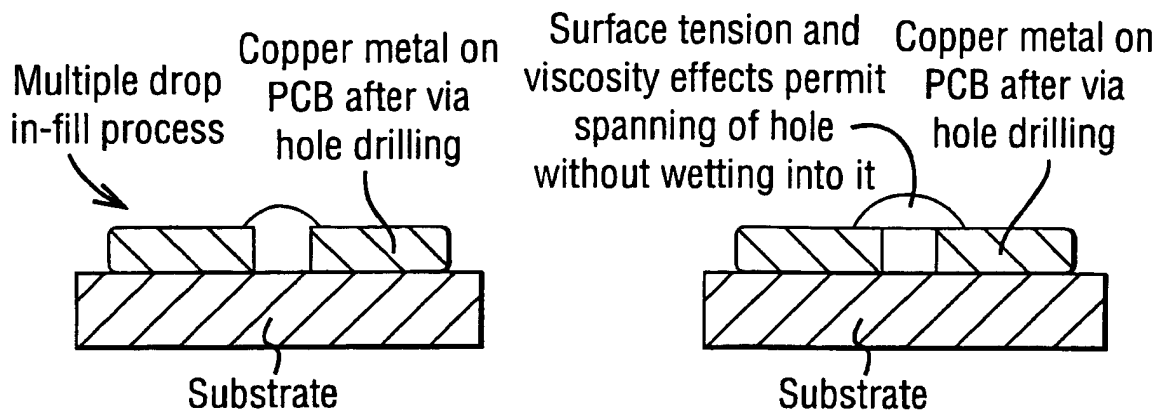 Multiple drop
in-fill process
Copper metal on
PCB after via
hole drilling
Substrate
Surface tension and
viscosity effects permit
spanning of hole
without wetting into it
Copper metal on
PCB after via
hole drilling
Substrate